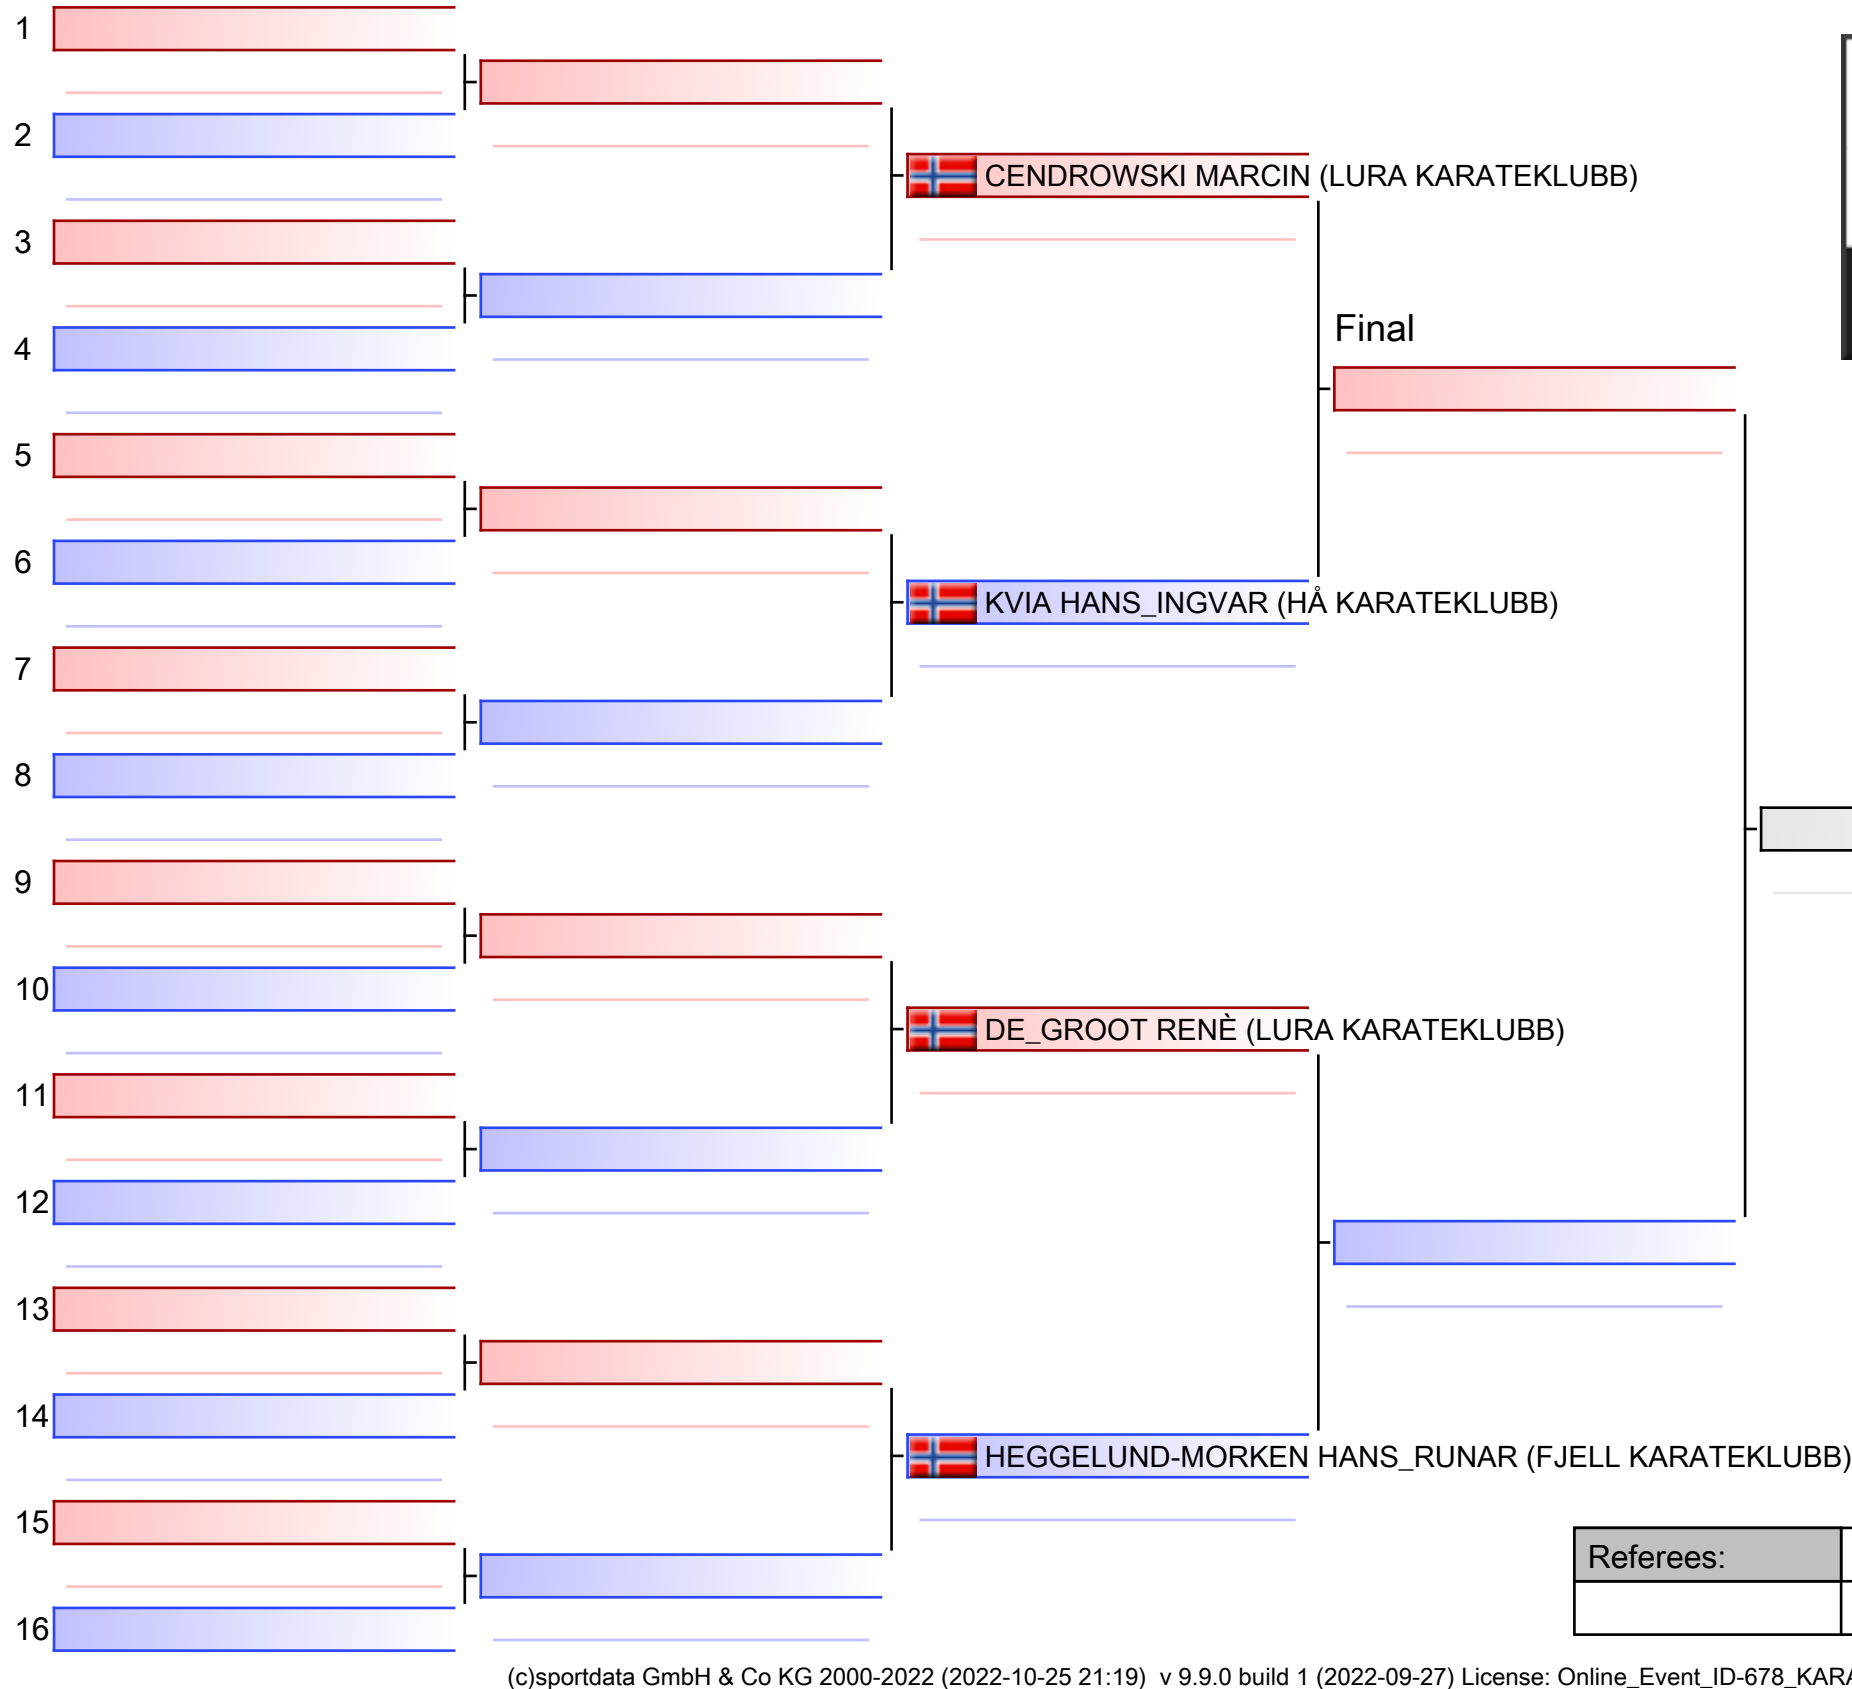 1
2
CENDROWSKI MARCIN (LURA KARATEKLUBB)
3
Final
4
5
6
KVIA HANS_INGVAR (HÅ KARATEKLUBB)
7
8
9
10
DE_GROOT RENÈ (LURA KARATEKLUBB)
11
12
13
14
HEGGELUND-MORKEN HANS_RUNAR (FJELL KARATEKLUBB)
15
Referees:
16
(c)sportdata GmbH & Co KG 2000-2022 (2022-10-25 21:19) v 9.9.0 build 1 (2022-09-27) License: Online_Event_ID-678_KARA